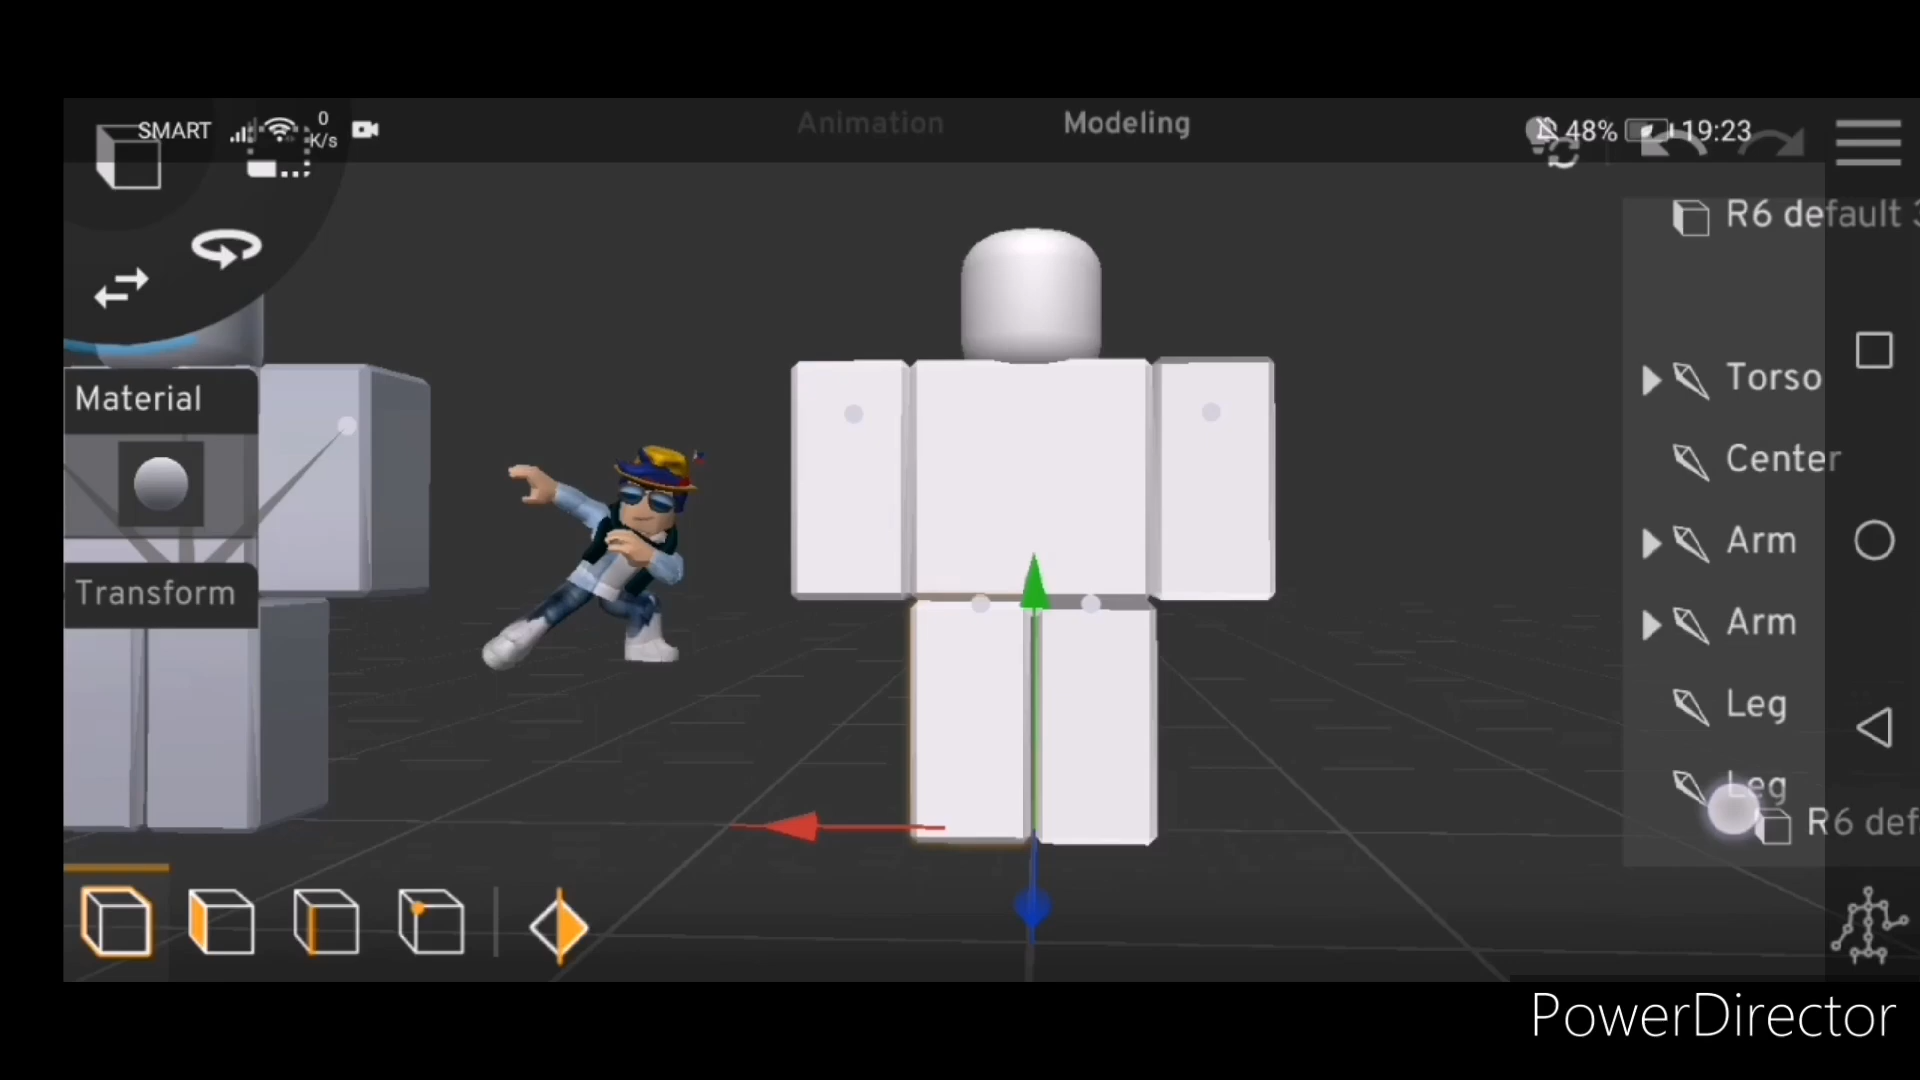 SMART
0
K/s
Animation
Modeling
48%
19:23
R6 default
Material
Torso
Center
Transform
Arm
Arm
Leg
Leg
R6 def
PowerDirector